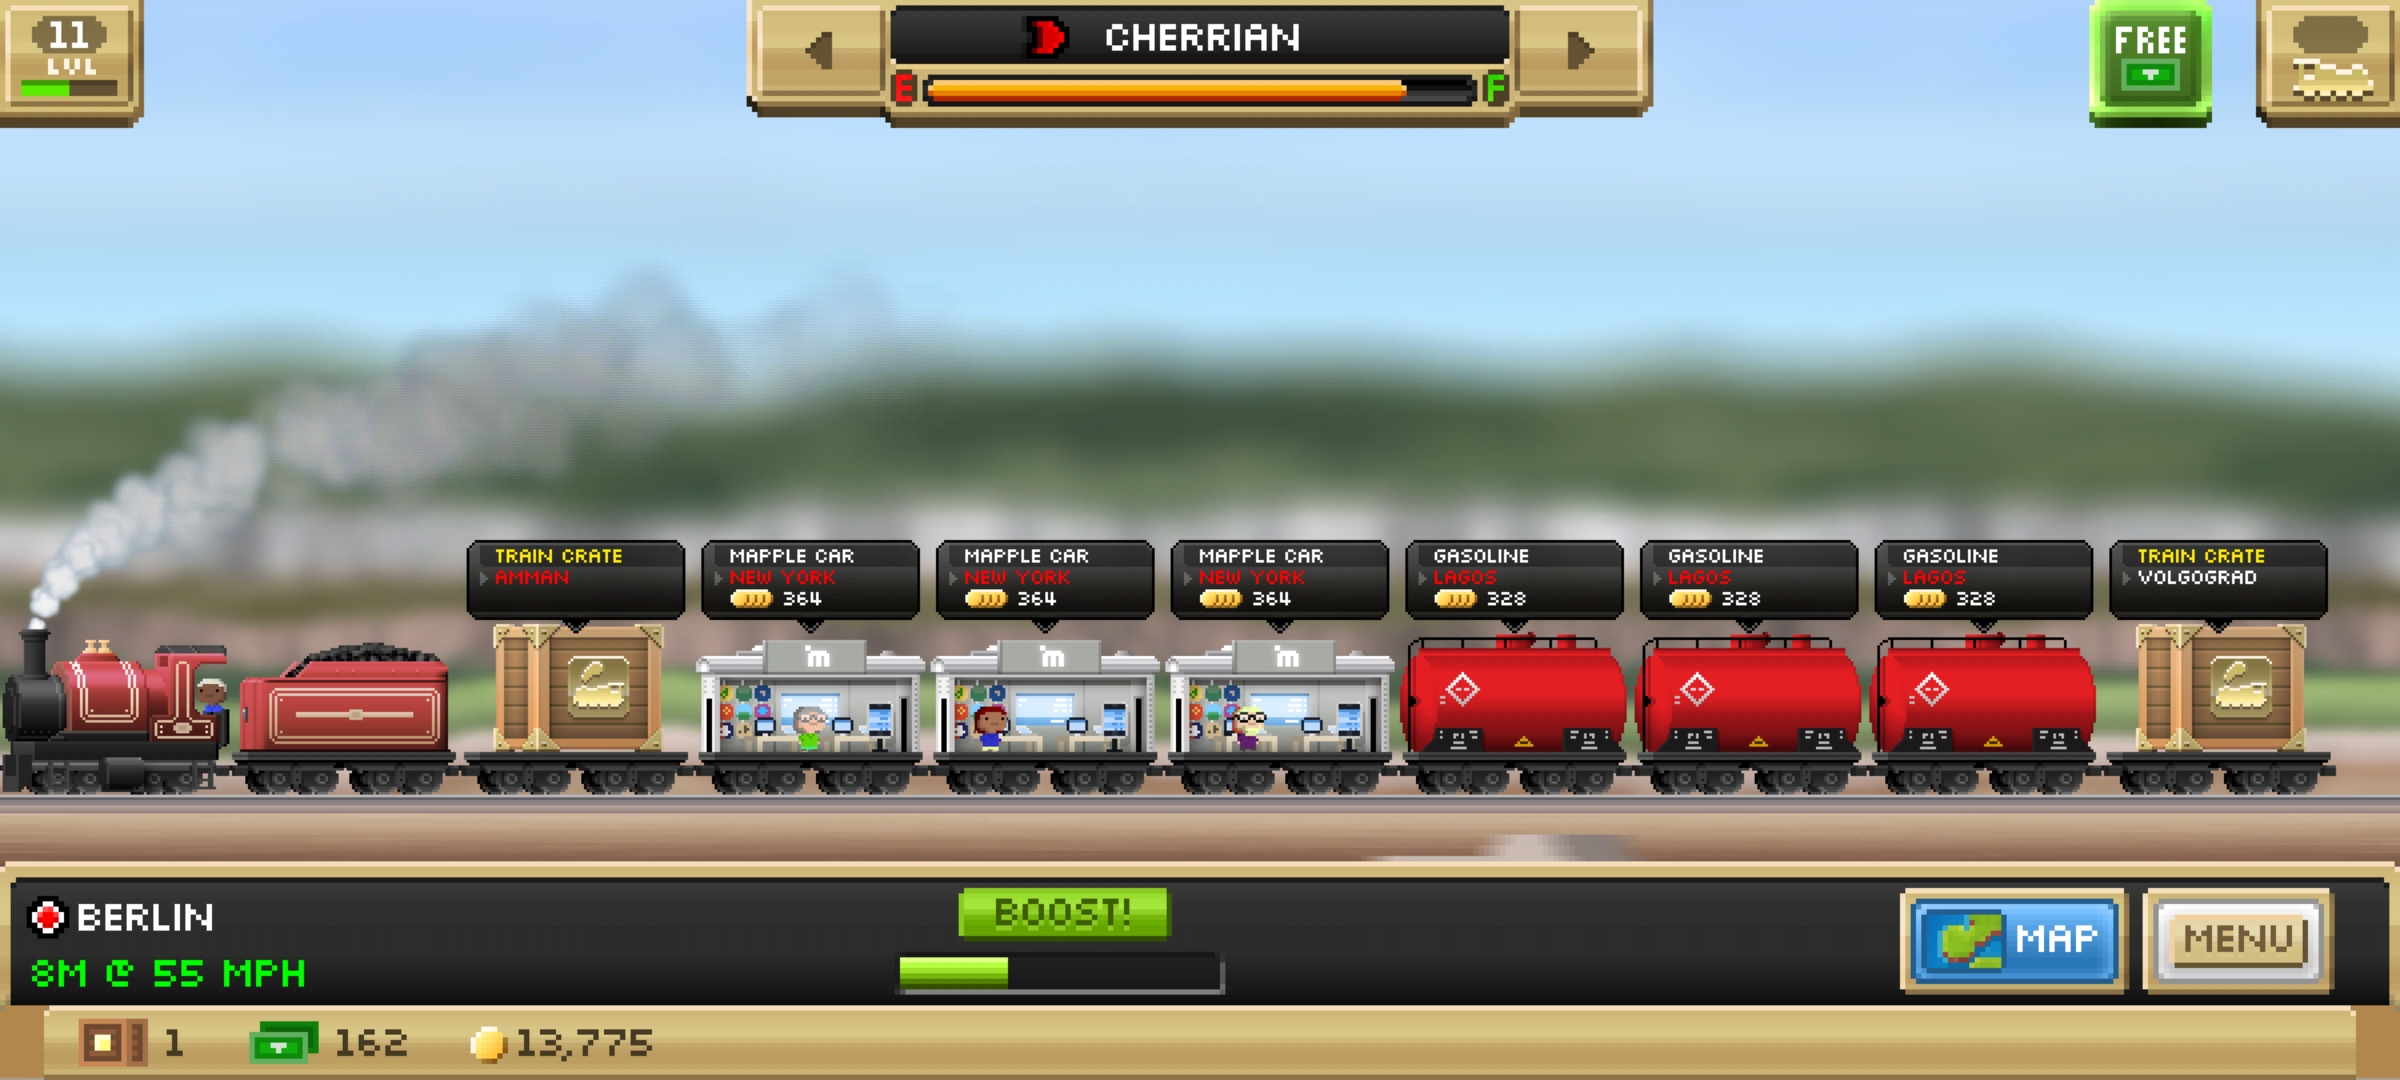 11
LVL
CHERRIAN
E
F
FREE
TRAIN CRATE
AMMAN
MAPPLE CAR
NEW YORK
364
MAPPLE CAR
NEW YORK
364
MAPPLE CAR
NEW YORK
364
GASOLINE
LAGOS
328
GASOLINE
LAGOS
328
GASOLINE
LAGOS
328
TRAIN CRATE
VOLGOGRAD
m
m
m
BERLIN
8M @ 55 MPH
BOOST!
MAP
MENU
1
162
13,775